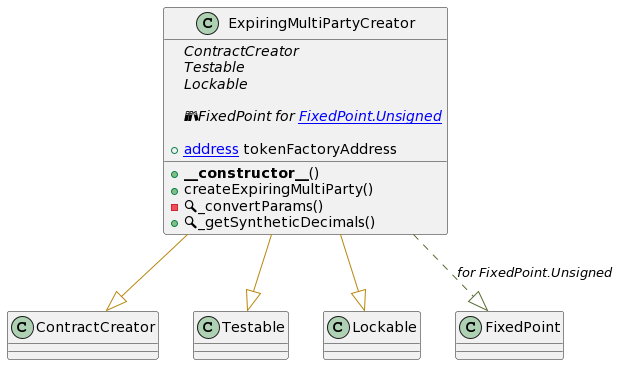 C ExpiringMultiPartyCreator
ContractCreator
Testable
Lockable
📚FixedPoint for FixedPoint.Unsigned
address tokenFactoryAddress
__constructor__()
createExpiringMultiParty()
🔍_convertParams()
🔍_getSyntheticDecimals()
for FixedPoint.Unsigned
C ContractCreator
C Testable
C Lockable
C FixedPoint